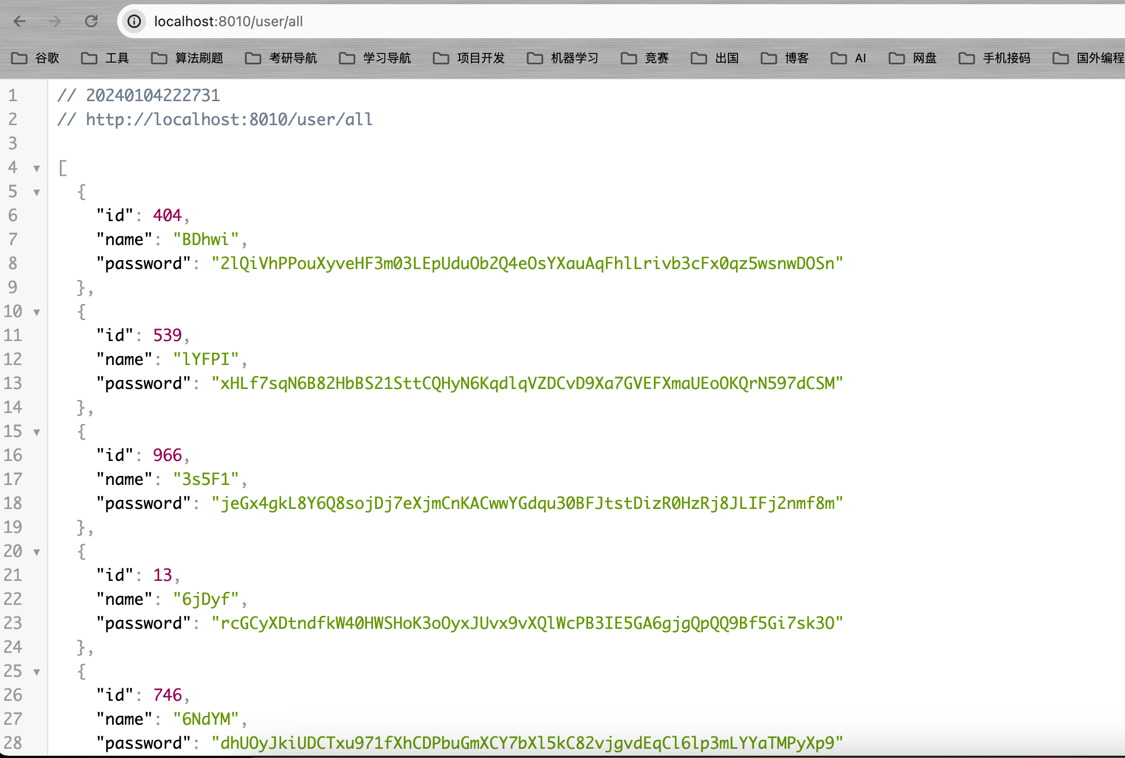 localhost:8010/user/all
谷歌 工具 算法刷题 考研导航 学习导航 项目开发 机器学习 竞赛 出国 博客 AI 网盘 手机接码 国外编程
1 // 20240104222731
2 // http://localhost:8010/user/all
3
4 [
5 {
6 "id": 404,
7 "name": "BDhwi",
8 "password": "2lQiVhPPouXyveHF3m03LEpUduOb2Q4eOsYXauAqFhlLrivb3cFx0qz5wsnwDOSn"
9 },
10 {
11 "id": 539,
12 "name": "lYFPI",
13 "password": "xHLf7sqN6B82HbBS21SttCQHyN6KqdlqVZDCvD9Xa7GVEFXmaUEoOKQrN597dCSM"
14 },
15 {
16 "id": 966,
17 "name": "3s5F1",
18 "password": "jeGx4gkL8Y6Q8sojDj7eXjmCnKACwwYGdqu30BFJtstDizR0HzRj8JLIFj2nmf8m"
19 },
20 {
21 "id": 13,
22 "name": "6jDyf",
23 "password": "rcGCyXDtndfkW40HWSHoK3oOyxJUvx9vXQlWcPB3IE5GA6gjgQpQQ9Bf5Gi7sk3O"
24 },
25 {
26 "id": 746,
27 "name": "6NdYM",
28 "password": "dhUOyJkiUDCTxu971fXhCDPbuGmXCY7bXl5kC82vjgvdEqCl6lp3mLYYaTMPyXp9"